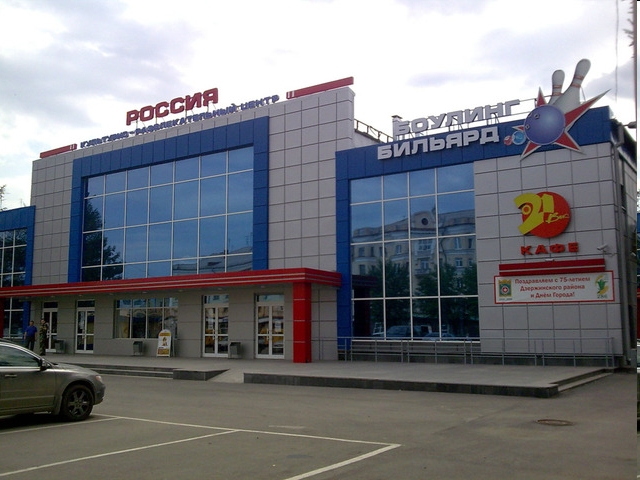 РОССИЯ
КУЛЬТУРНО-РАЗВЛЕКАТЕЛЬНЫЙ ЦЕНТР
БОУЛИНГ
БИЛЬЯРД
21
Век
КАФЕ
Поздравляем с 75-летием
Дзержинского района
и Днём Города!